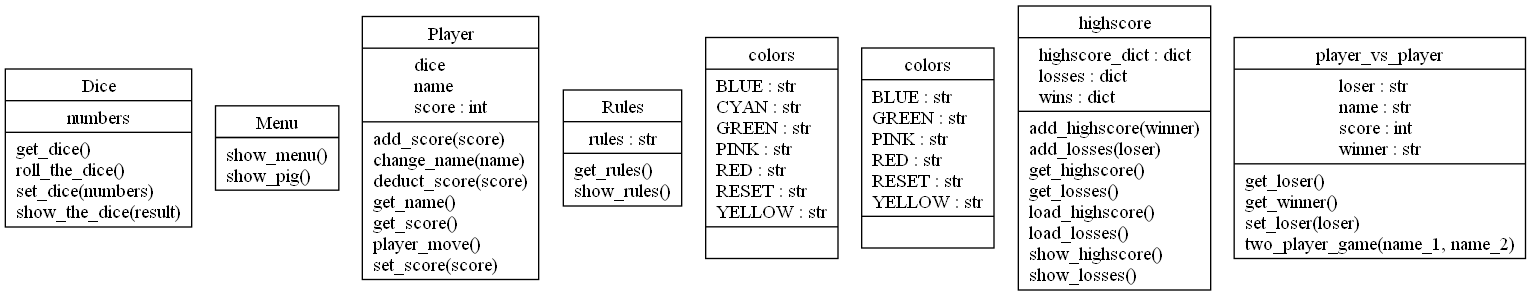 Dice
numbers
get_dice()
roll_the_dice()
set_dice(numbers)
show_the_dice(result)
Menu
show_menu()
show_pig()
Player
dice
name
score : int
add_score(score)
change_name(name)
deduct_score(score)
get_name()
get_score()
player_move()
set_score(score)
Rules
rules : str
get_rules()
show_rules()
colors
BLUE : str
CYAN : str
GREEN : str
PINK : str
RED : str
RESET : str
YELLOW : str
colors
BLUE : str
GREEN : str
PINK : str
RED : str
RESET : str
YELLOW : str
highscore
highscore_dict : dict
losses : dict
wins : dict
add_highscore(winner)
add_losses(loser)
get_highscore()
get_losses()
load_highscore()
load_losses()
show_highscore()
show_losses()
player_vs_player
loser : str
name : str
score : int
winner : str
get_loser()
get_winner()
set_loser(loser)
two_player_game(name_1, name_2)